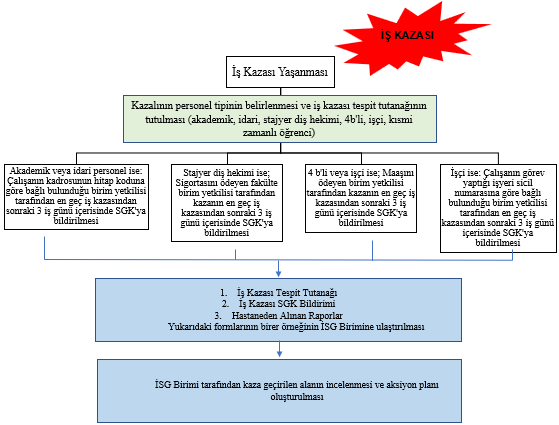 İŞ KAZASI
İş Kazası Yaşanması
Kazalının personel tipinin belirlenmesi ve iş kazası tespit tutanağının
tutulması (akademik, idari, stajyer diş hekimi, 4b'li, işçi, kısmi
zamanlı öğrenci)
Akademik veya idari personel ise;
Çalışanın kadrosunun hitap koduna
göre bağlı bulunduğu birim yetkilisi
tarafından en geç iş kazasından
sonraki 3 iş günü içerisinde SGK'ya
bildirilmesi
Stajyer diş hekimi ise;
Sigortasını ödeyen fakülte
birim yetkilisi tarafından
kazanın en geç iş
kazasından sonraki 3 iş
günü içerisinde SGK'ya
bildirilmesi
4 b'li veya işçi ise; Maaşını
ödeyen birim yetkilisi
tarafından kazanın en geç iş
kazasından sonraki 3 iş
günü içerisinde SGK'ya
bildirilmesi
İşçi ise: Çalışanın görev
yaptığı işyeri sicil
numarasına göre bağlı
bulunduğu birim yetkilisi
tarafından en geç iş
kazasından sonraki 3 iş günü
içerisinde SGK'ya
bildirilmesi
1. İş Kazası Tespit Tutanağı
2. İş Kazası SGK Bildirimi
3. Hastaneden Alınan Raporlar
Yukarıdaki formlarının birer örneğinin İSG Birimine ulaştırılması
İSG Birimi tarafından kaza geçirilen alanın incelenmesi ve aksiyon planı
oluşturulması